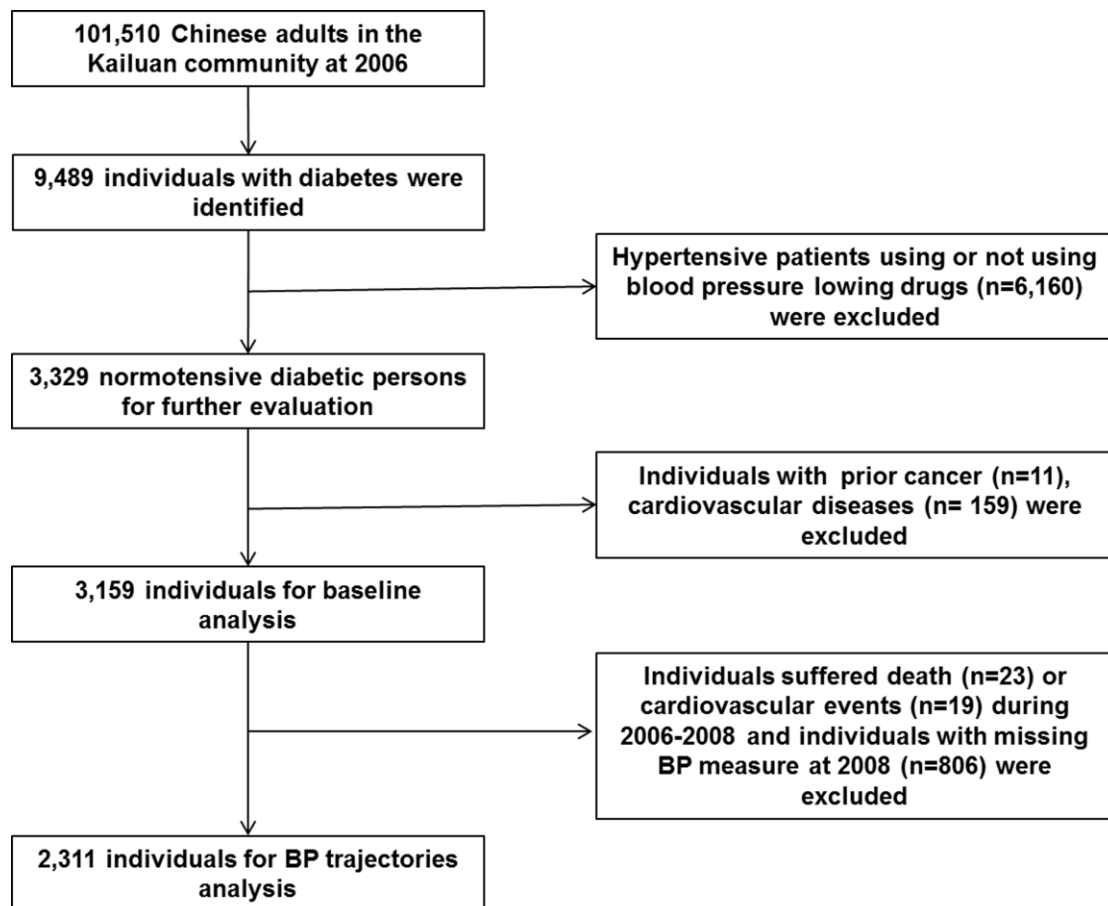 101,510 Chinese adults in the
Kailuan community at 2006
9,489 individuals with diabetes were
identified
Hypertensive patients using or not using
blood pressure lowing drugs (n=6,160)
were excluded
3,329 normotensive diabetic persons
for further evaluation
Individuals with prior cancer (n=11),
cardiovascular diseases (n= 159) were
excluded
3,159 individuals for baseline
analysis
Individuals suffered death (n=23) or
cardiovascular events (n=19) during
2006-2008 and individuals with missing
BP measure at 2008 (n=806) were
excluded
2,311 individuals for BP trajectories
analysis